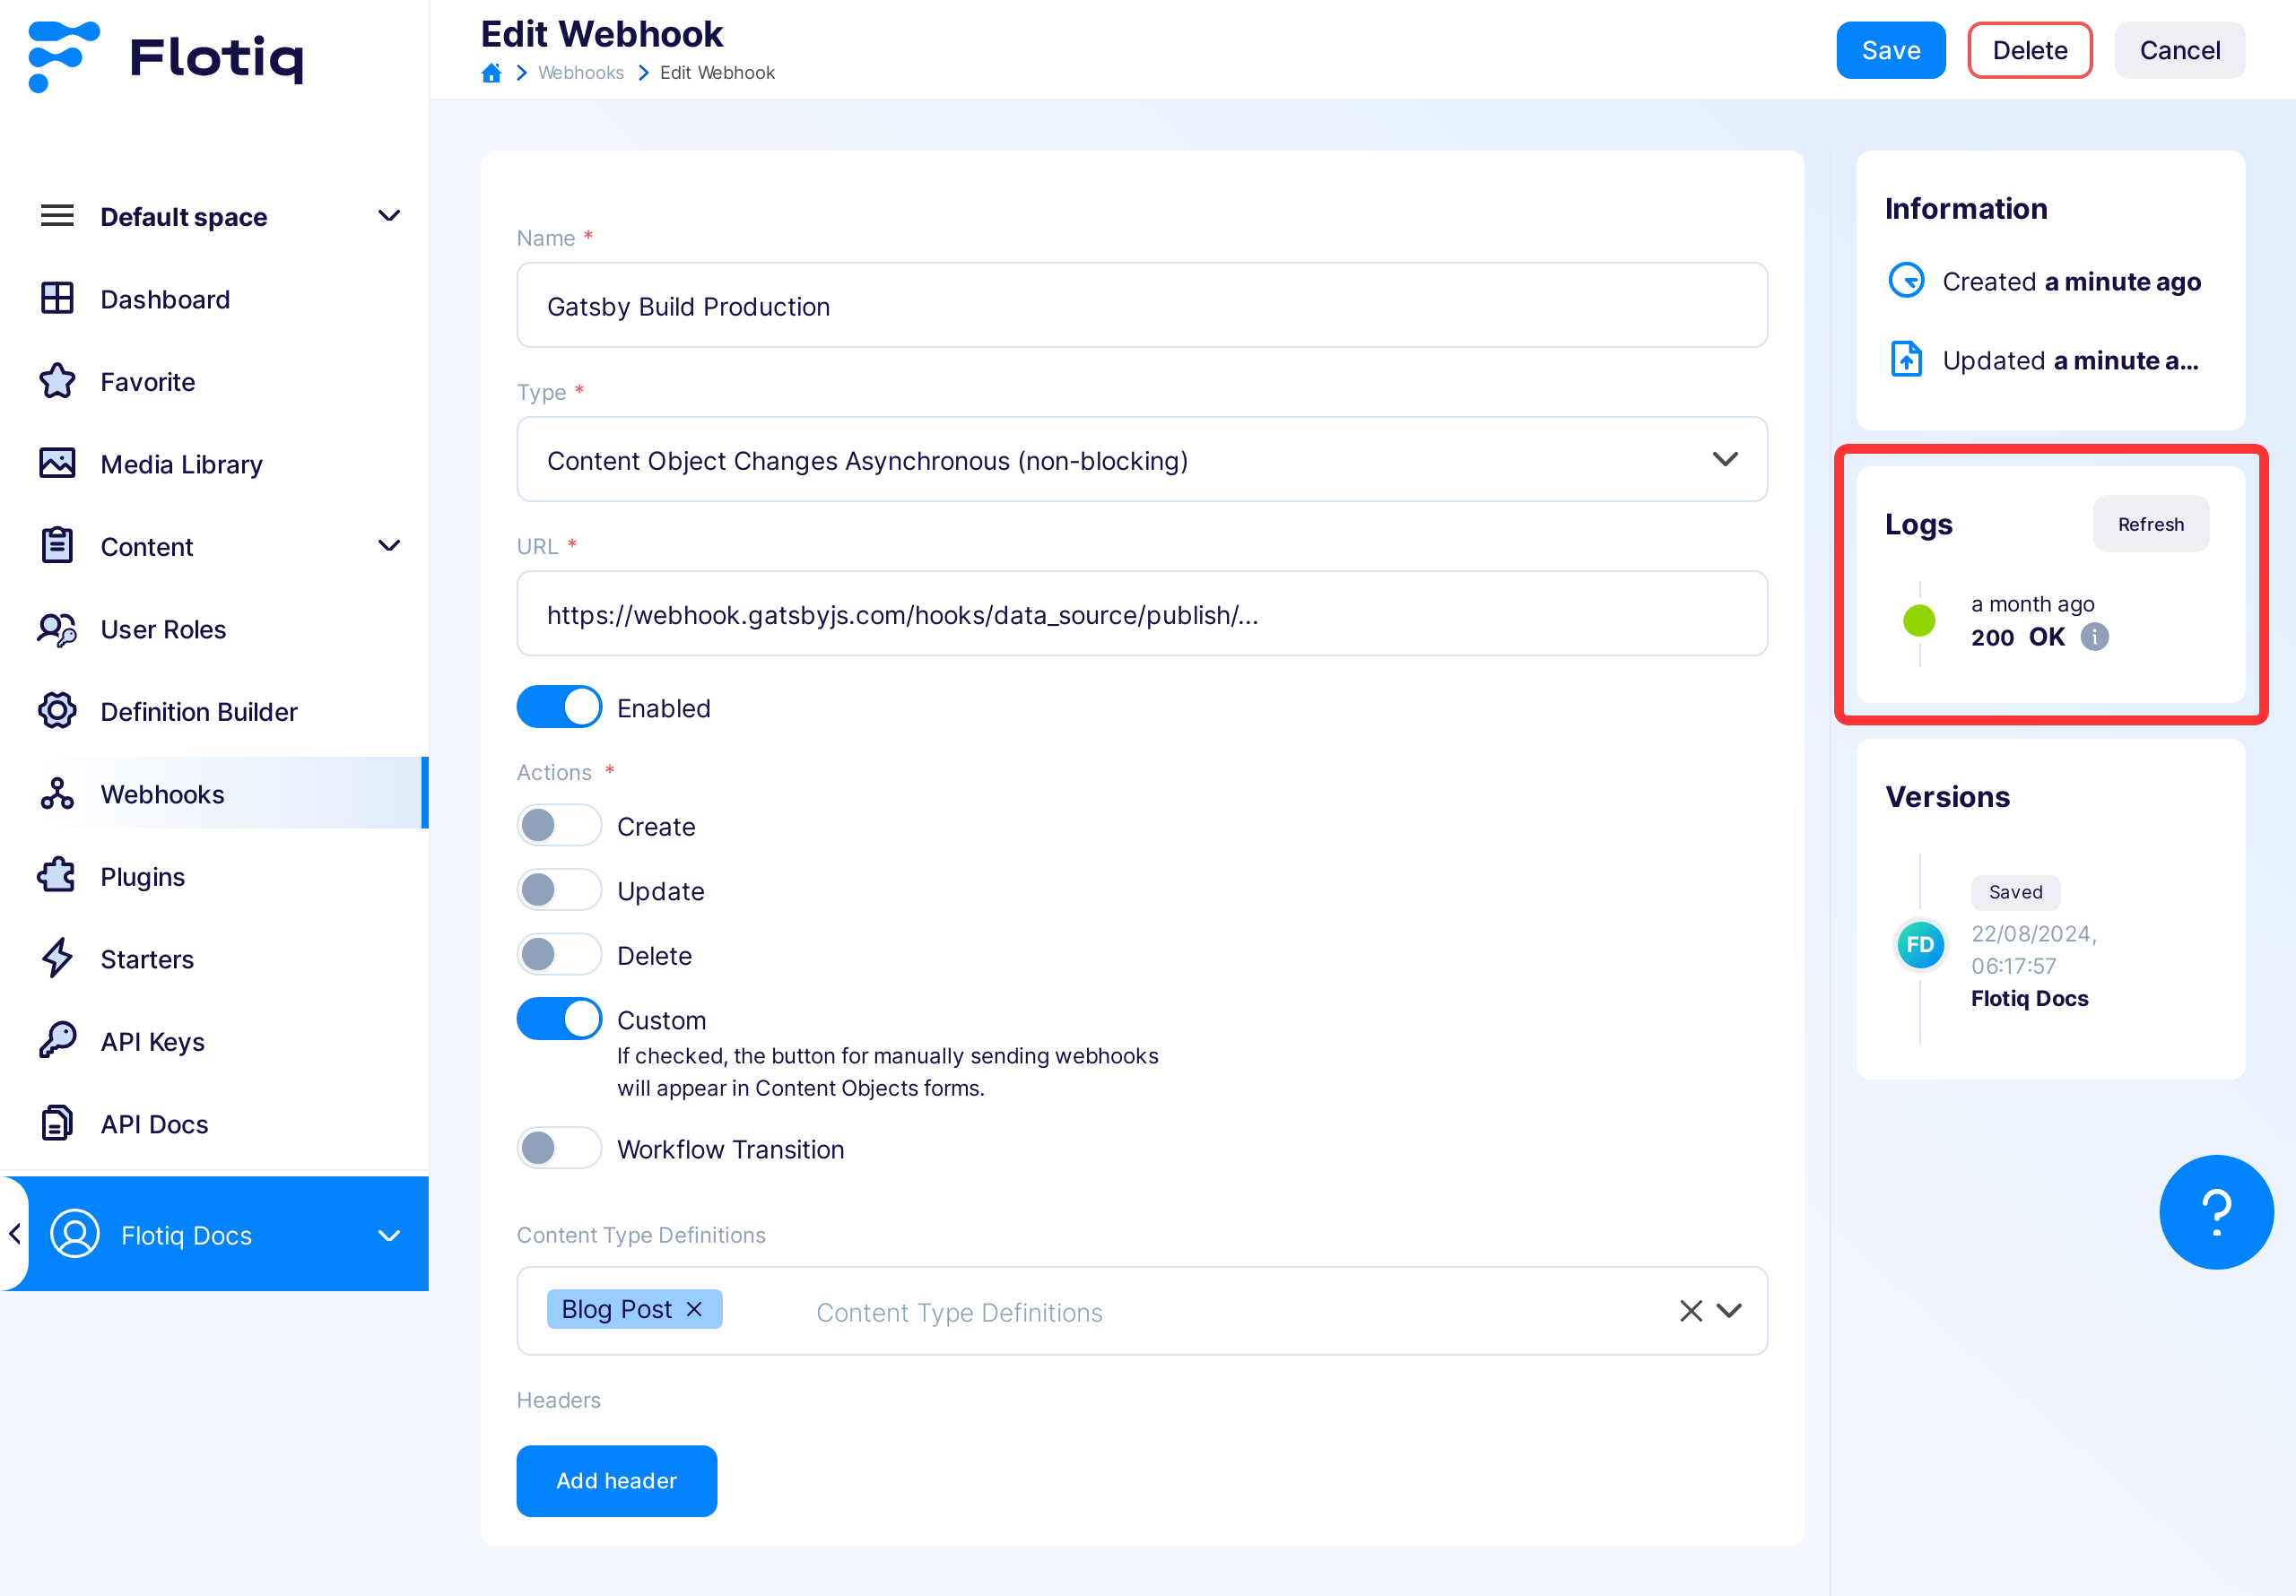 Flotiq
Default space
Dashboard
Favorite
Media Library
Content
User Roles
Definition Builder
Webhooks
Plugins
Starters
API Keys
API Docs
Flotiq Docs
Edit Webhook
Webhooks
Edit Webhook
Save
Delete
Cancel
Name *
Gatsby Build Production
Type *
Content Object Changes Asynchronous (non-blocking)
URL *
https://webhook.gatsbyjs.com/hooks/data_source/publish/...
Enabled
Actions *
Create
Update
Delete
Custom
If checked, the button for manually sending webhooks
will appear in Content Objects forms.
Workflow Transition
Content Type Definitions
Blog Post
Content Type Definitions
Headers
Add header
Information
Created a minute ago
Updated a minute a...
Logs
Refresh
a month ago
200 OK
Versions
Saved
FD
22/08/2024,
06:17:57
Flotiq Docs
?